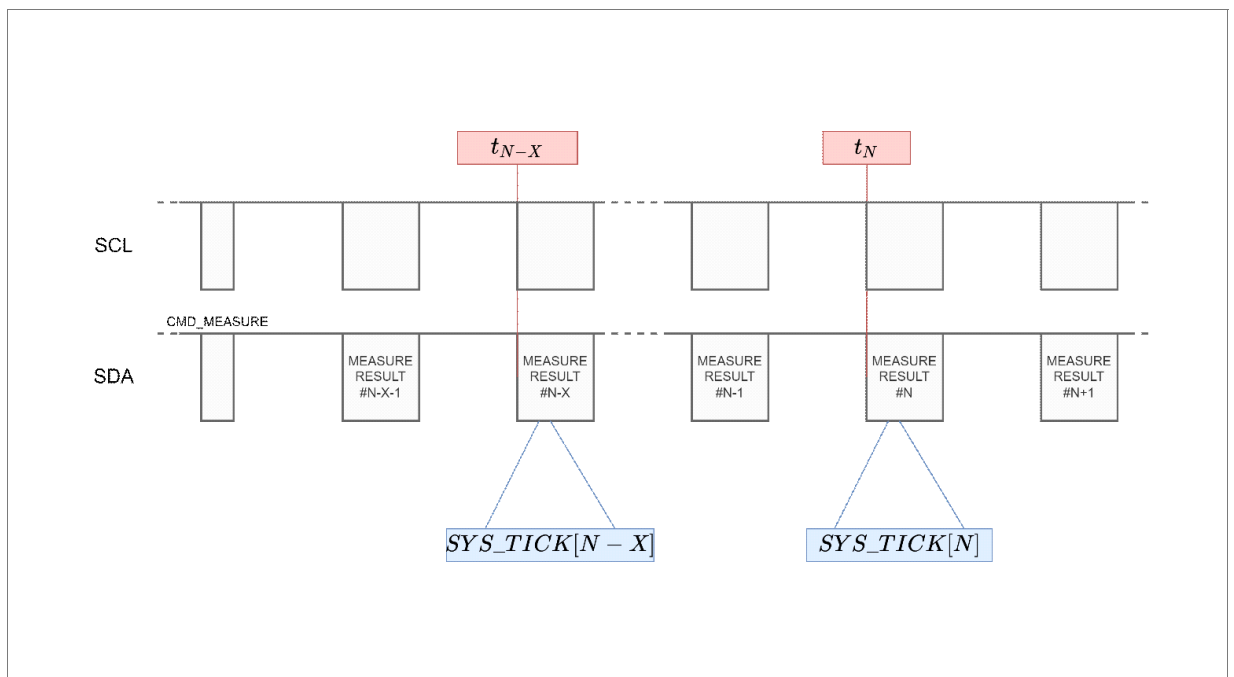 t_{N-X}
t_N
SCL
CMD_MEASURE
SDA
MEASURE
RESULT
#N-X-1
MEASURE
RESULT
#N-X
MEASURE
RESULT
#N-1
MEASURE
RESULT
#N
MEASURE
RESULT
#N+1
SYS_TICK[N − X]
SYS_TICK[N]